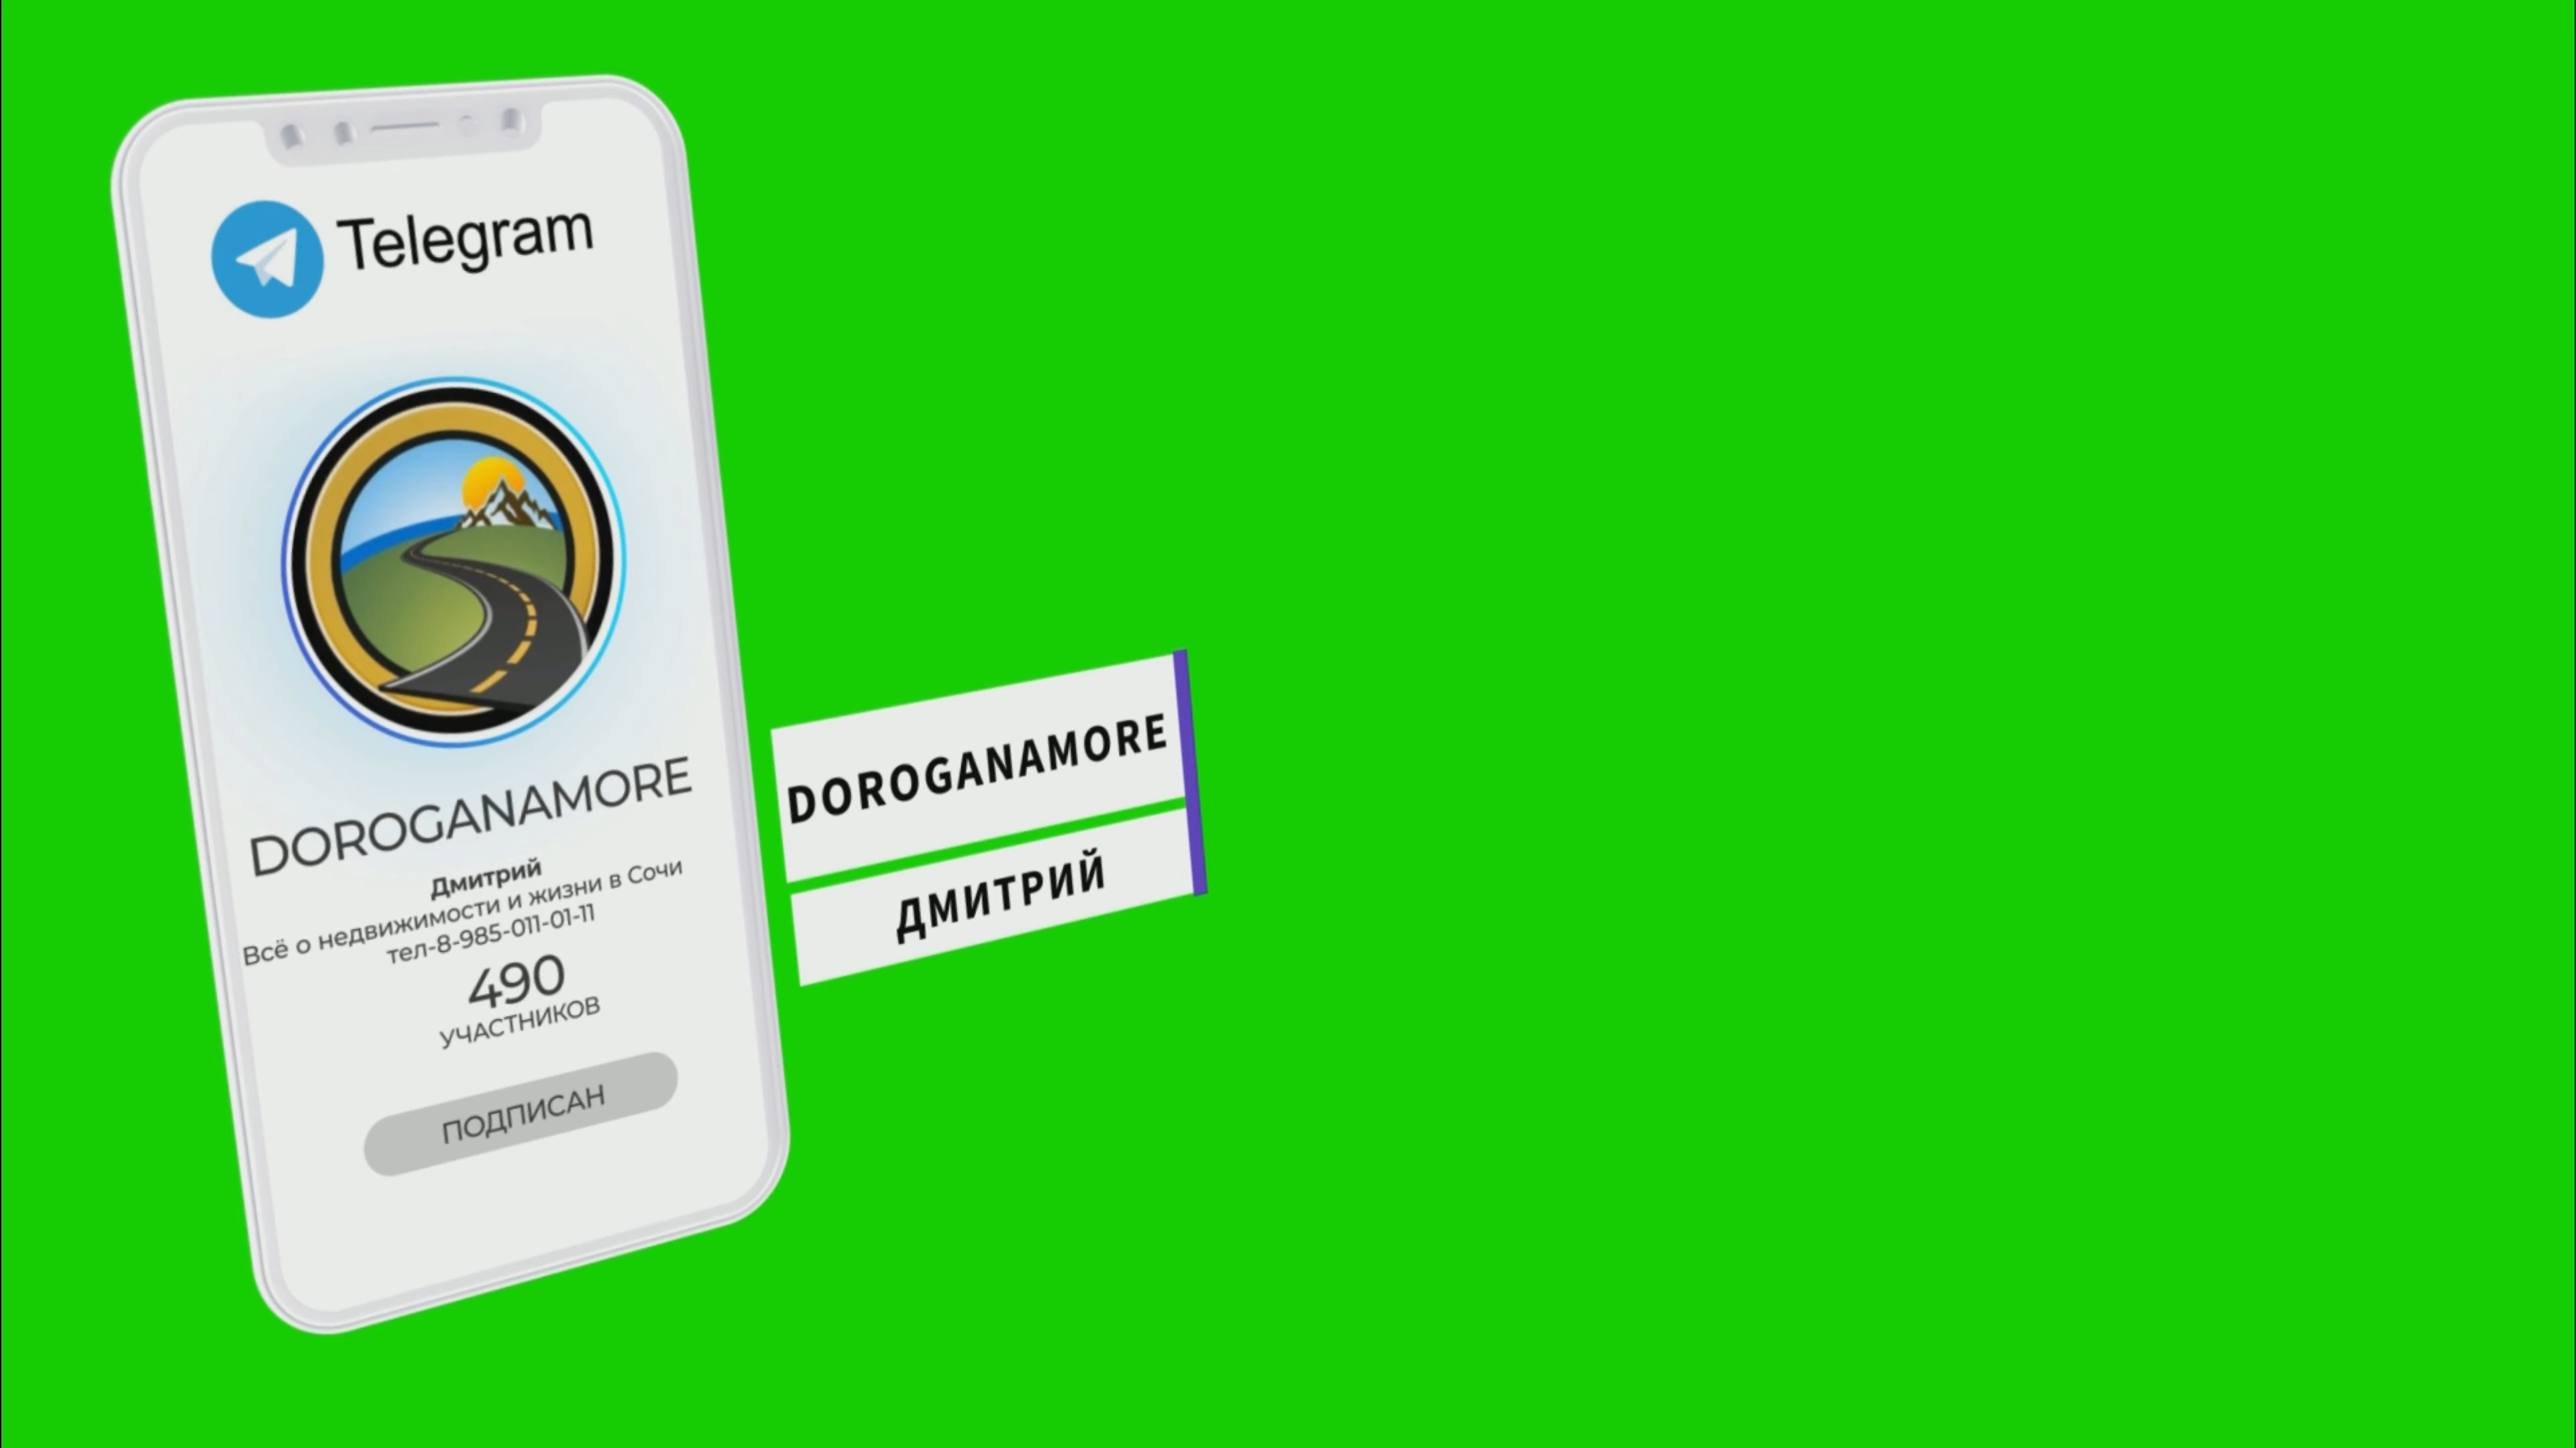 Telegram
DOROGANAMORE
Дмитрий
Всё о недвижимости и жизни в Сочи
тел-8-985-011-01-11
490
УЧАСТНИКОВ
ПОДПИСАН
DOROGANAMORE
ДМИТРИЙ